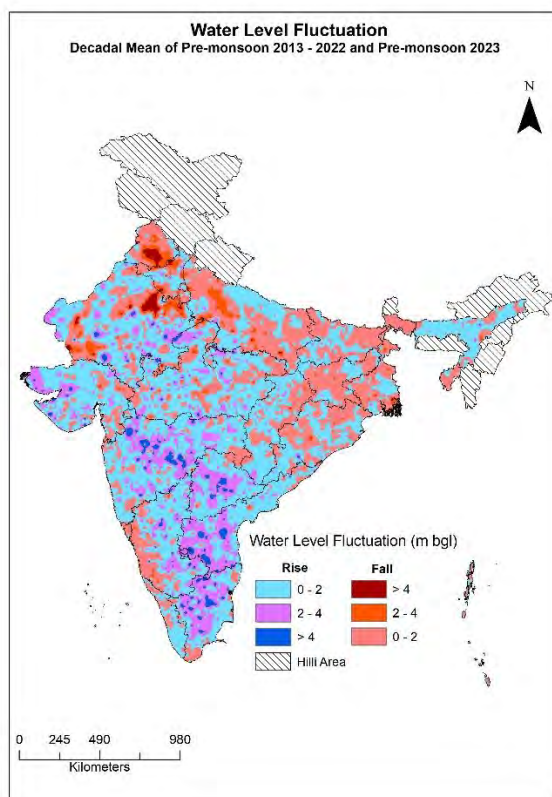 Water Level Fluctuation
Decadal Mean of Pre-monsoon 2013 - 2022 and Pre-monsoon 2023
N
Water Level Fluctuation (m bgl)
Rise Fall
0 - 2 > 4
2 - 4 2 - 4
>4 0 - 2
Hilli Area
0 245 490 980
Kilometers